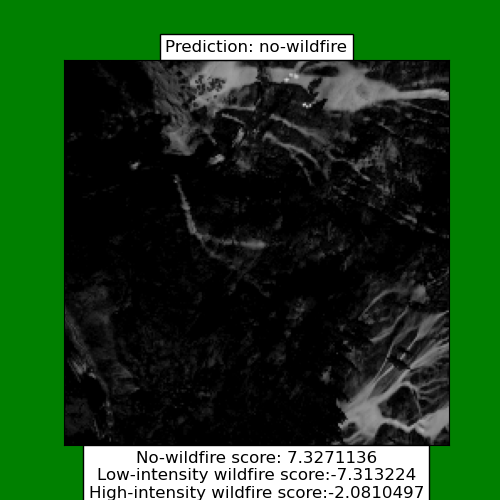 Prediction: no-wildfire
No-wildfire score: 7.3271136
Low-intensity wildfire score:-7.313224
High-intensity wildfire score:-2.0810497